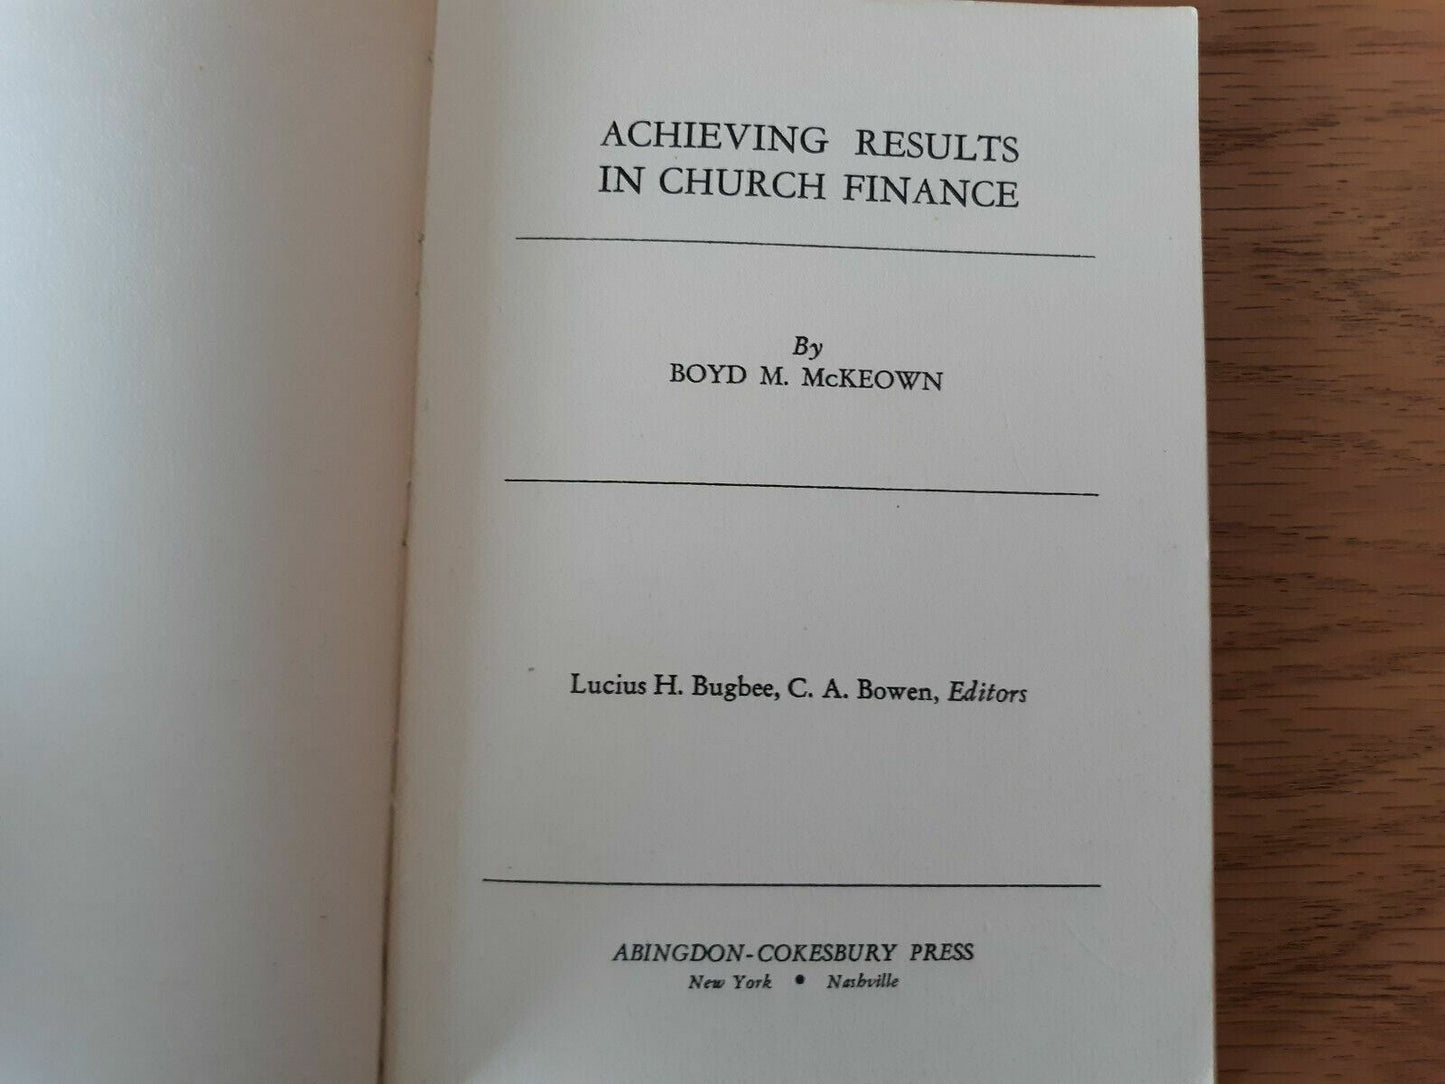 ACHIEVING RESULTS
IN CHURCH FINANCE
By
BOYD M. McKEOWN
Lucius H. Bugbee, C. A. Bowen, Editors
ABINGDON-COKESBURY PRESS
New York • Nashville